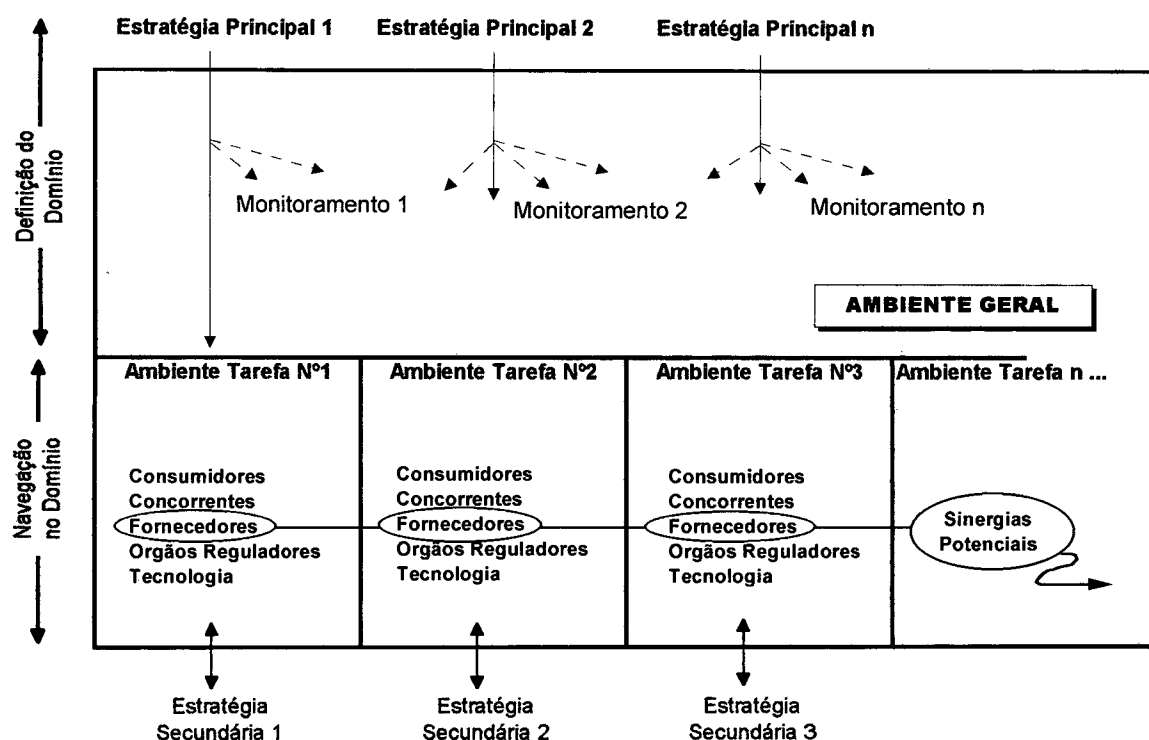 Estratégia Principal 1
Estratégia Principal 2
Estratégia Principal n
Definição do
Domínio
Monitoramento 1
Monitoramento 2
Monitoramento n
AMBIENTE GERAL
Navegação
no Domínio
Ambiente Tarefa Nº1
Consumidores
Concorrentes
Fornecedores
Orgãos Reguladores
Tecnologia
Ambiente Tarefa Nº2
Consumidores
Concorrentes
Fornecedores
Orgãos Reguladores
Tecnologia
Ambiente Tarefa Nº3
Consumidores
Concorrentes
Fornecedores
Orgãos Reguladores
Tecnologia
Ambiente Tarefa n ...
Sinergias
Potenciais
Estratégia
Secundária 1
Estratégia
Secundária 2
Estratégia
Secundária 3